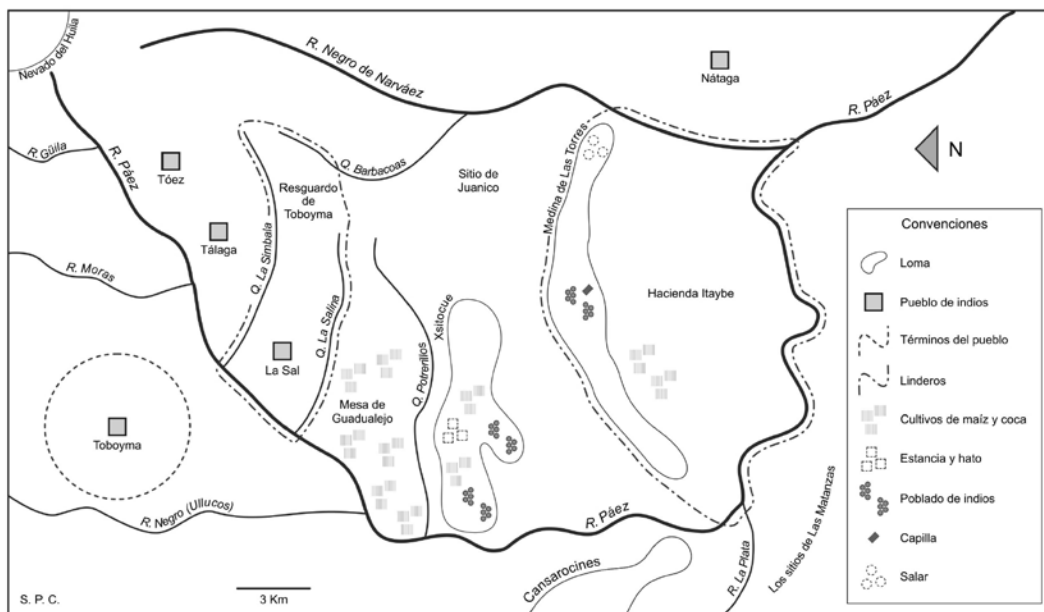 Nevado del Huila
R. Negro de Narváez
Nátaga
R. Páez
N
R. Güila
R. Páez
Tóez
Q. Barbacoas
Sitio de
Juanico
Medina de Las Torres
Resguardo
de
Toboyma
Tálaga
Q. La Símbala
R. Moras
Q. La Salina
Xsitocue
Hacienda Itaybe
Q. Potrerillos
La Sal
Mesa de
Guadualejo
Toboyma
R. Negro (Ullucos)
R. Páez
Cansarocines
R. La Plata
Los sitios de Las Matanzas
S. P. C.
3 Km
Convenciones
Loma
Pueblo de indios
Términos del pueblo
Linderos
Cultivos de maíz y coca
Estancia y hato
Poblado de indios
Capilla
Salar